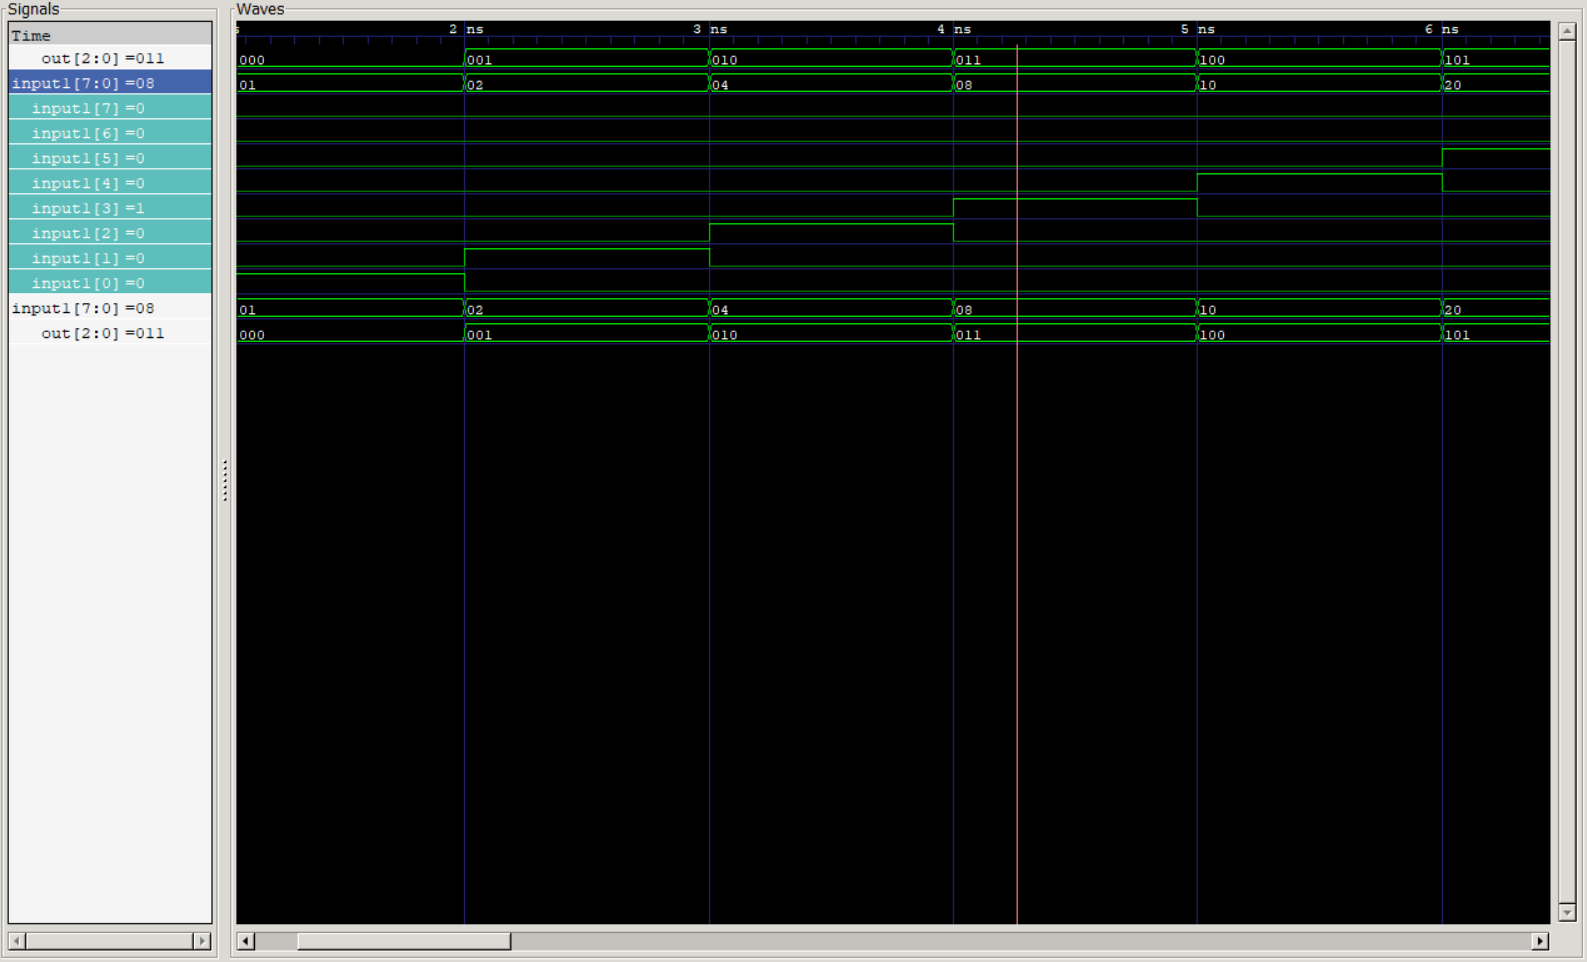 Signals
Waves
Time
2 ns 3 ns 4 ns 5 ns 6 ns
out[2:0]=011 000 001 010 011 100 101
input1[7:0]=08 01 02 04 08 10 20
input1[7]=0
input1[6]=0
input1[5]=0
input1[4]=0
input1[3]=1
input1[2]=0
input1[1]=0
input1[0]=0
input1[7:0]=08 01 02 04 08 10 20
out[2:0]=011 000 001 010 011 100 101